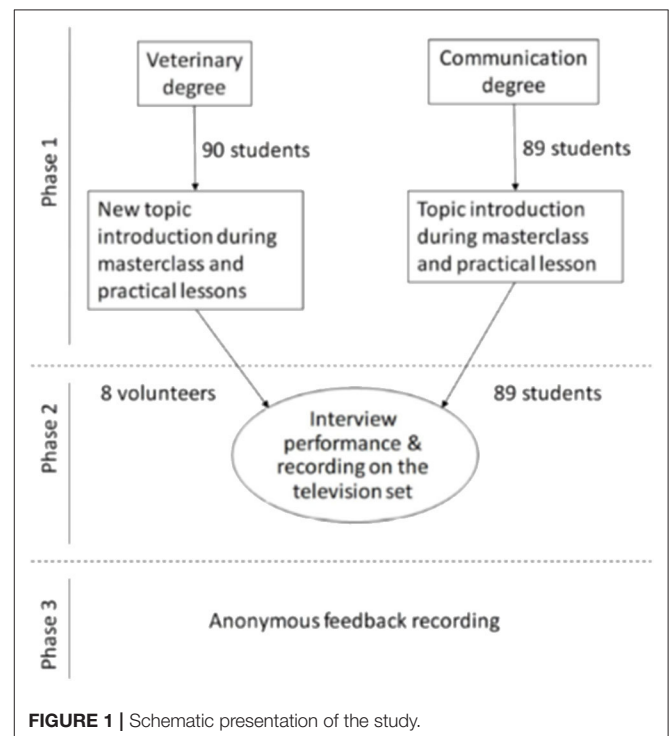 Phase 1
Veterinary
degree
Communication
degree
90 students
89 students
New topic
introduction during
masterclass and
practical lessons
Topic introduction
during masterclass
and practical lesson
Phase 2
8 volunteers
89 students
Interview
performance &
recording on the
television set
Phase 3
Anonymous feedback recording
FIGURE 1 | Schematic presentation of the study.